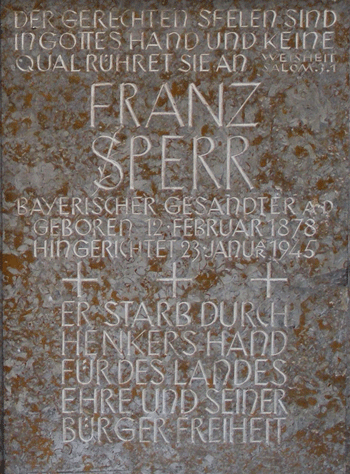 DER GERECHTEN SEELEN SIND
IN GOTTES HAND UND KEINE
QUAL RÜHRET SIE AN WEISHEIT
SALOM. 3.1
FRANZ
SPERR
BAYERISCHER GESANDTER A·D
GEBOREN 12·FEBRUAR 1878
HINGERICHTET 23·JANUAR 1945
+ + +
ER STARB DURCH
HENKERS HAND
FÜR DES LANDES
EHRE UND SEINER
BÜRGER FREIHEIT